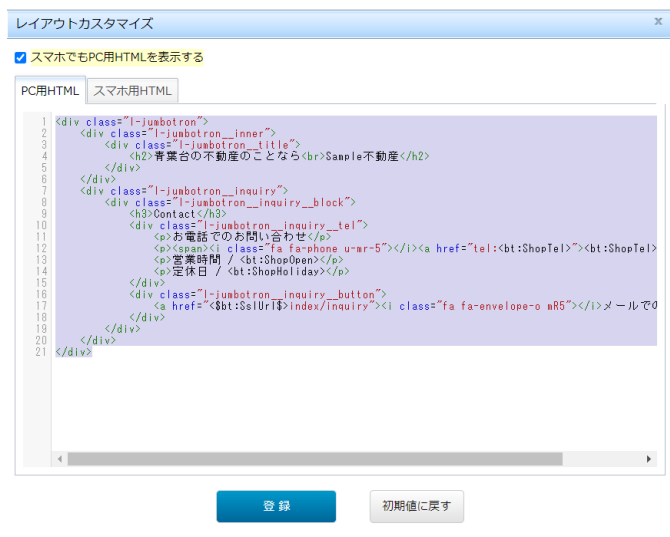 レイアウトカスタマイズ
x
スマホでもPC用HTMLを表示する
PC用HTML スマホ用HTML
1 <div class="l-jumbotron">
2 <div class="l-jumbotron__inner">
3 <div class="l-jumbotron__title">
4 <h2>青葉台の不動産のことなら<br>Sample不動産</h2>
5 </div>
6 </div>
7 <div class="l-jumbotron__inquiry">
8 <div class="l-jumbotron__inquiry__block">
9 <h3>Contact</h3>
10 <div class="l-jumbotron__inquiry__tel">
11 <p>お電話でのお問い合わせ</p>
12 <p><span><i class="fa fa-phone u-mr-5"></i><a href="tel:<bt:ShopTel>"><bt:ShopTel>
13 <p>営業時間 / <bt:ShopOpen></p>
14 <p>定休日 / <bt:ShopHoliday></p>
15 </div>
16 <div class="l-jumbotron__inquiry__button">
17 <a href="<$bt:SslUrl$>index/inquiry"><i class="fa fa-envelope-o mR5"></i>メールでの
18 </div>
19 </div>
20 </div>
21 </div>
登録 初期値に戻す